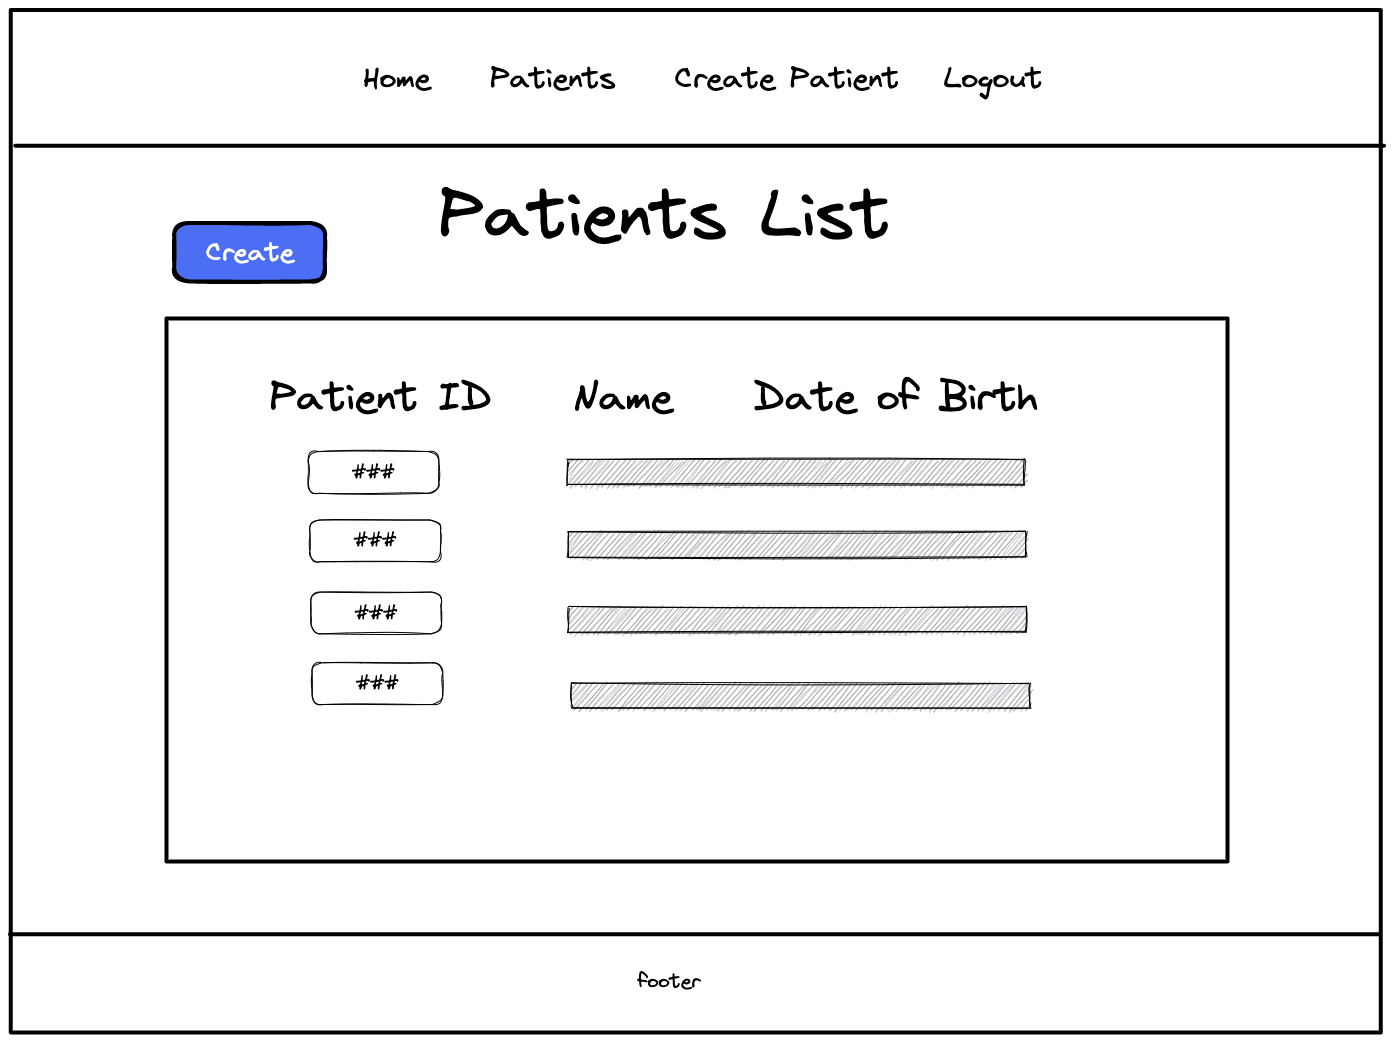 Home Patients Create Patient Logout
Patients List
Create
Patient ID Name Date of Birth
###
###
###
###
footer